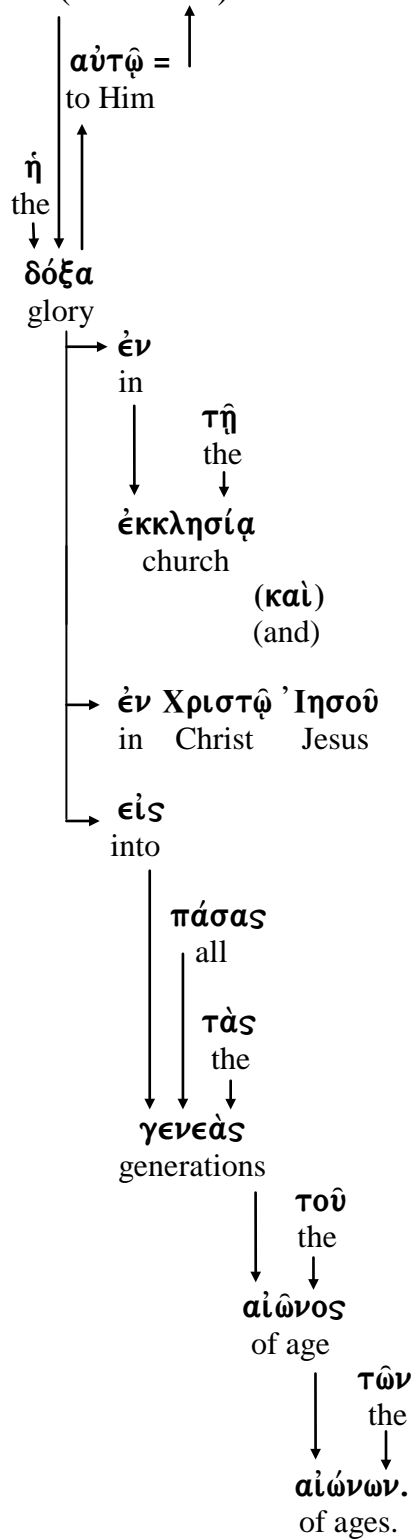 αὐτῷ =
to Him
ἡ
the
δόξα
glory
ἐν
in
τῇ
the
ἐκκλησίᾳ
church
(καὶ)
(and)
ἐν Χριστῷ Ἰησοῦ
in Christ Jesus
εἰς
into
πάσας
all
τὰς
the
γενεὰς
generations
τοῦ
the
αἰῶνος
of age
τῶν
the
αἰώνων.
of ages.